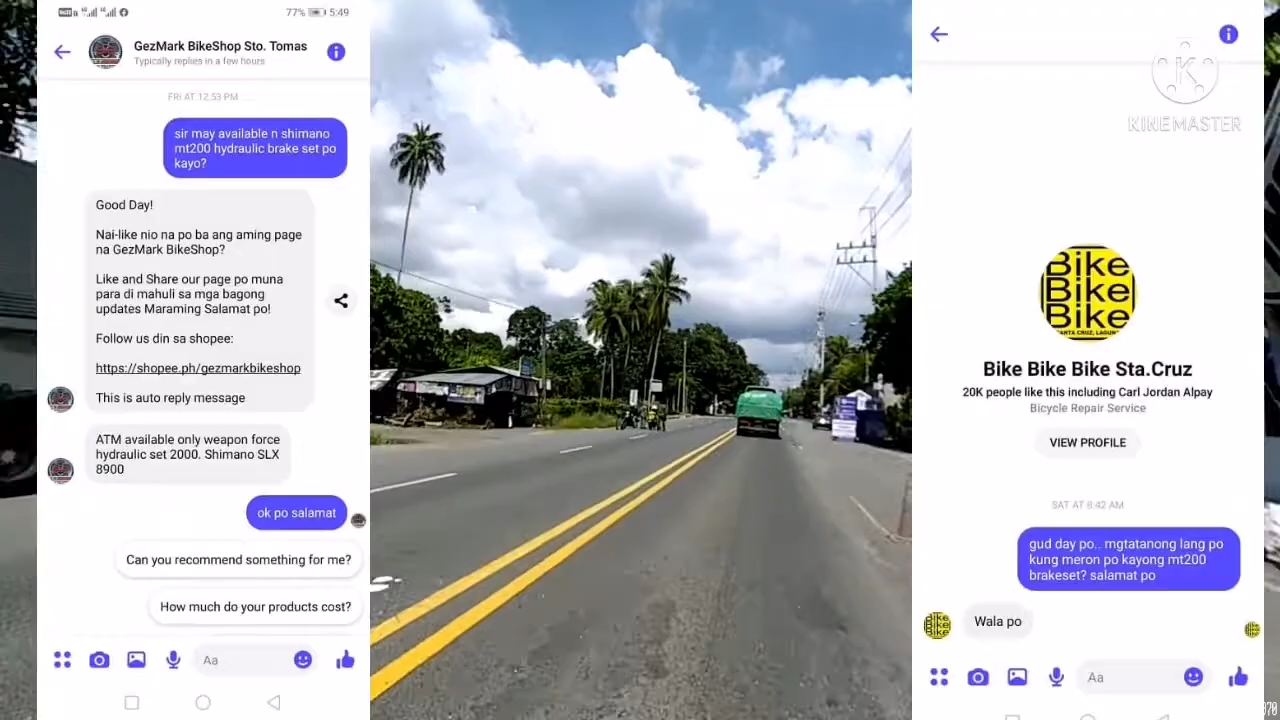 77% 5:49
GezMark BikeShop Sto. Tomas
Typically replies in a few hours
FRI AT 12:53 PM
sir may available n shimano
mt200 hydraulic brake set po
kayo?
Good Day!
Nai-like nio na po ba ang aming page
na GezMark BikeShop?
Like and Share our page po muna
para di mahuli sa mga bagong
updates Maraming Salamat po!
Follow us din sa shopee:
https://shopee.ph/gezmarkbikeshop
This is auto reply message
ATM available only weapon force
hydraulic set 2000. Shimano SLX
8900
ok po salamat
Can you recommend something for me?
How much do your products cost?
Aa
KINEMASTER
Bike
Bike
Bike
SANTA CRUZ, LAGUNA
Bike Bike Bike Sta.Cruz
20K people like this including Carl Jordan Alpay
Bicycle Repair Service
VIEW PROFILE
SAT AT 8:42 AM
gud day po.. mgtatanong lang po
kung meron po kayong mt200
brakeset? salamat po
Wala po
Aa